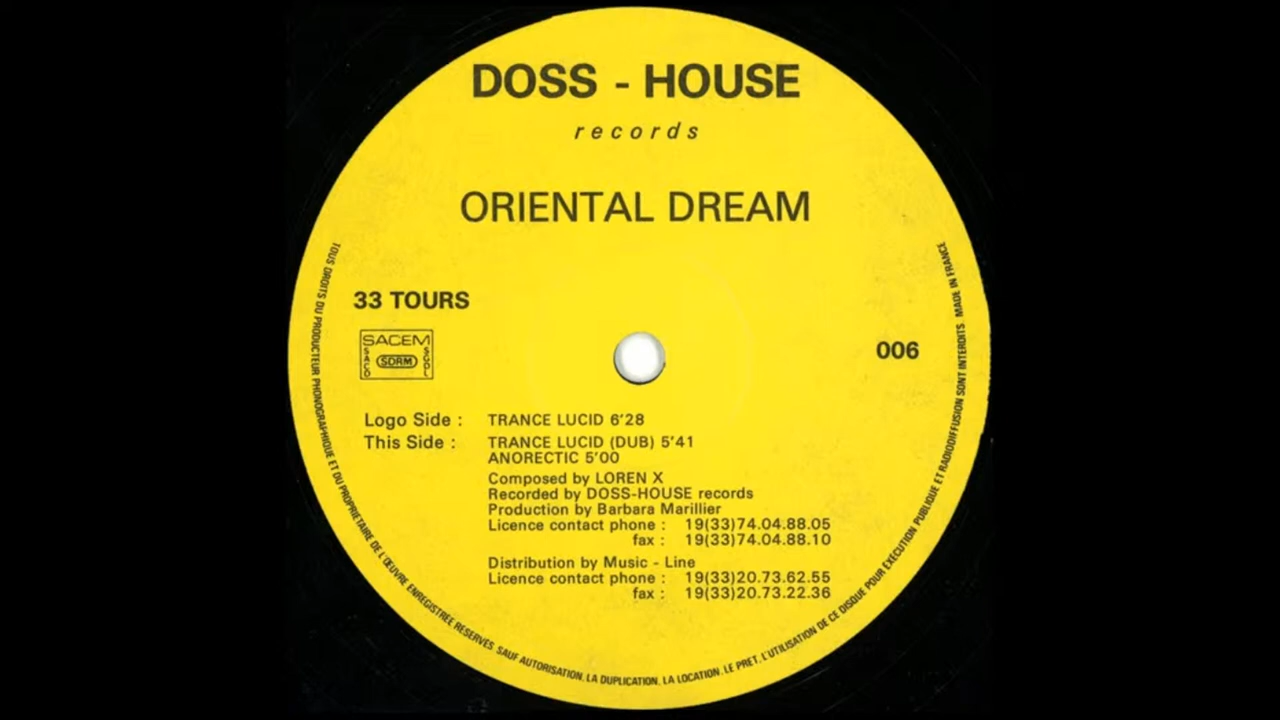 DOSS - HOUSE
records
ORIENTAL DREAM
33 TOURS
SACEM
SACD
SDRM
SGDL
006
Logo Side : TRANCE LUCID 6'28
This Side : TRANCE LUCID (DUB) 5'41
ANORECTIC 5'00
Composed by LOREN X
Recorded by DOSS-HOUSE records
Production by Barbara Marillier
Licence contact phone : 19(33)74.04.88.05
fax : 19(33)74.04.88.10
Distribution by Music - Line
Licence contact phone : 19(33)20.73.62.55
fax : 19(33)20.73.22.36
TOUS DROITS DU PRODUCTEUR PHONOGRAPHIQUE ET DU PROPRIETAIRE DE L'ŒUVRE ENREGISTRÉE RESERVES SAUF AUTORISATION, LA DUPLICATION, LA LOCATION, LE PRET, L'UTILISATION DE CE DISQUE POUR EXECUTION PUBLIQUE ET RADIODIFFUSION SONT INTERDITS. MADE IN FRANCE